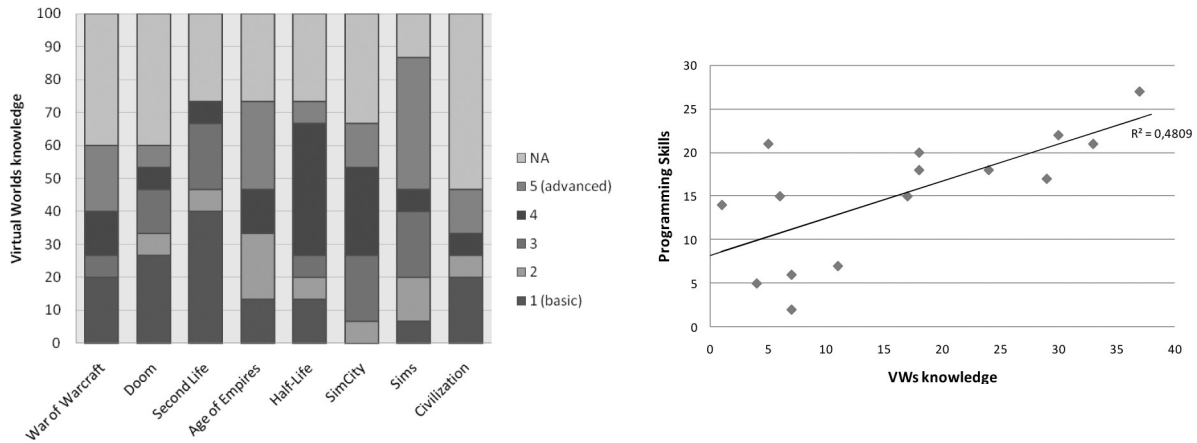 100
90
80
70
60
50
40
30
20
10
0
Virtual Worlds knowledge
War of Warcraft
Doom
Second Life
Age of Empires
Half-Life
SimCity
Sims
Civilization
NA
5 (advanced)
4
3
2
1 (basic)
30
25
20
15
10
5
0
Programming Skills
R² = 0,4809
0 5 10 15 20 25 30 35 40
VWs knowledge